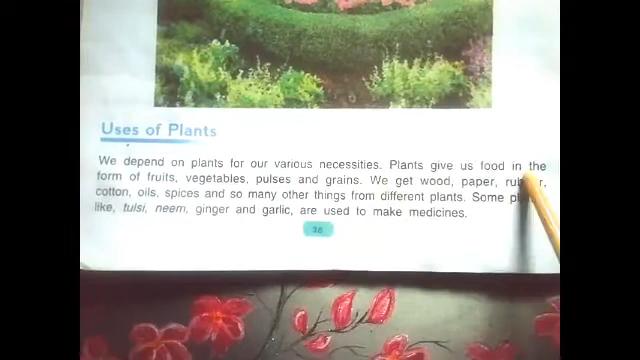 Uses of Plants
We depend on plants for our various necessities. Plants give us food in the
form of fruits, vegetables, pulses and grains. We get wood, paper,
cotton, oils, spices and so many other things from different plants. Some
like, tulsi, neem, ginger and garlic, are used to make medicines.
36